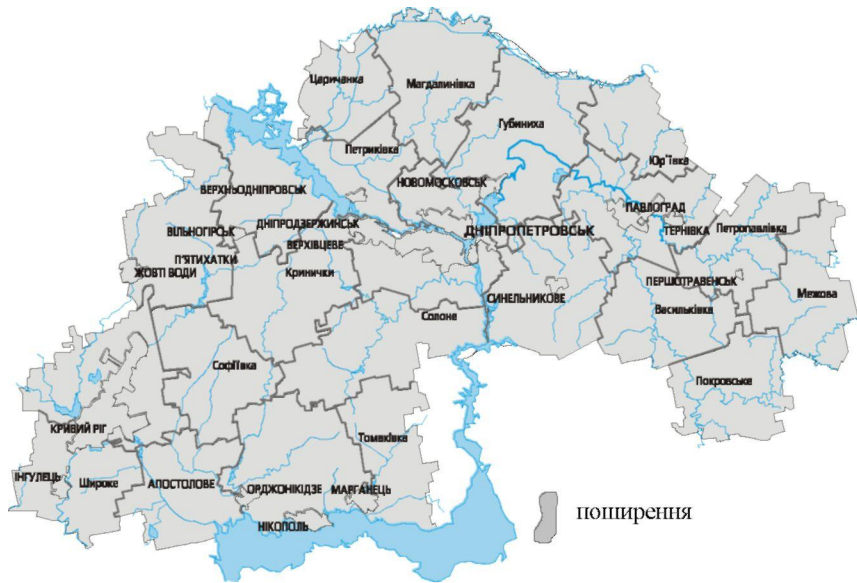 Царичанка
Магдалинівка
Губиниха
Петриківка
Юр'ївка
НОВОМОСКОВСЬК
ВЕРХНЬОДНІПРОВСЬК
ПАВЛОГРАД
ДНІПРОДЗЕРЖИНСЬК
ДНІПРОПЕТРОВСЬК
ТЕРНІВКА
Петропавлівка
ВІЛЬНОГІРСЬК
ВЕРХІВЦЕВЕ
П'ЯТИХАТКИ
ЖОВТІ ВОДИ
Кринички
ПЕРШОТРАВЕНСЬК
Межова
СИНЕЛЬНИКОВЕ
Васильківка
Солоне
Софіївка
Покровське
КРИВИЙ РІГ
Томаківка
ІНГУЛЕЦЬ
Широке
АПОСТОЛОВЕ
ОРДЖОНІКІДЗЕ
МАРГАНЕЦЬ
поширення
НІКОПОЛЬ